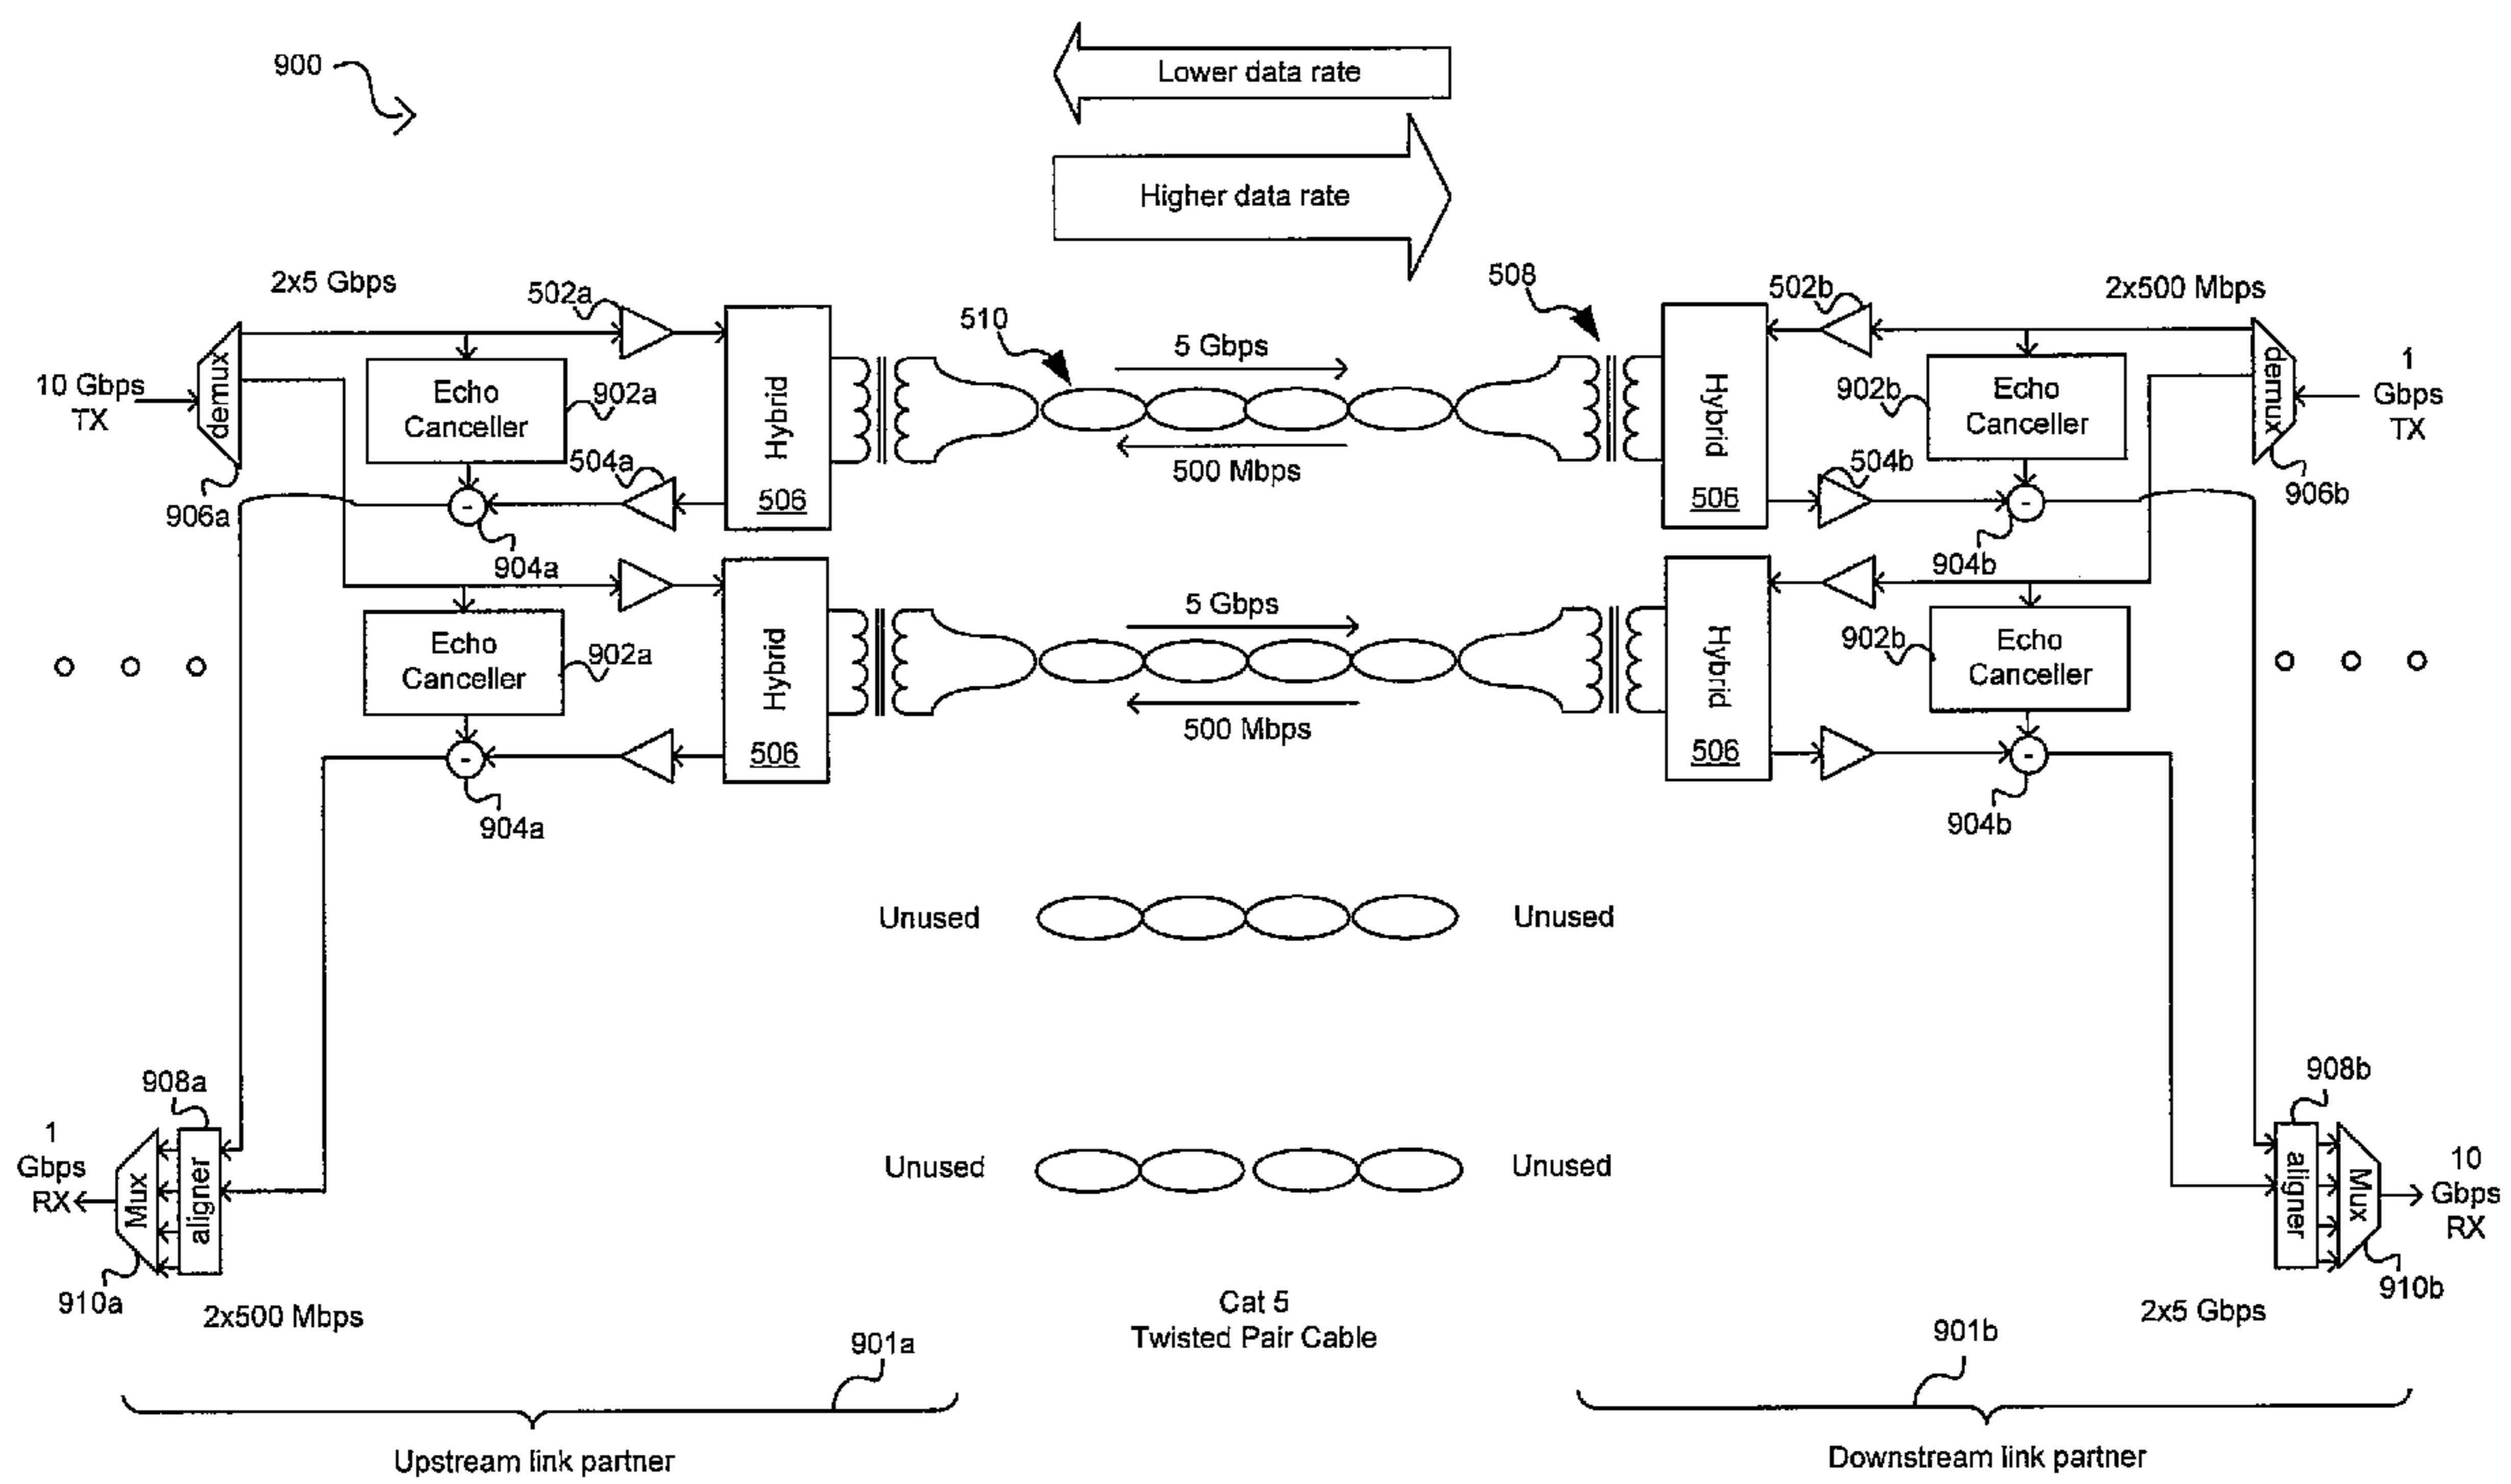 900
Lower data rate
Higher data rate
2x5 Gbps
502a
510
508
502b
2x500 Mbps
10 Gbps
TX
demux
Echo
Canceller
902a
Hybrid
506
504a
906a
904a
5 Gbps
500 Mbps
Hybrid
506
902b
Echo
Canceller
504b
904b
demux
906b
1
Gbps
TX
Echo
Canceller
902a
Hybrid
506
904a
5 Gbps
500 Mbps
Hybrid
506
902b
Echo
Canceller
904b
Unused
Unused
Unused
Unused
908a
1
Gbps
RX
Mux
aligner
910a
2x500 Mbps
908b
aligner
Mux
10
Gbps
RX
910b
2x5 Gbps
Cat 5
Twisted Pair Cable
901a
901b
Upstream link partner
Downstream link partner